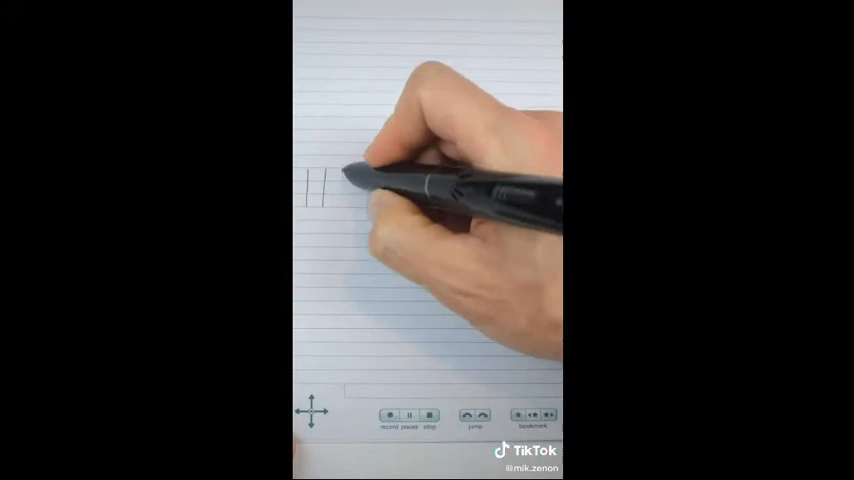 record pause stop
jump
bookmark
TikTok
@mik.zenon